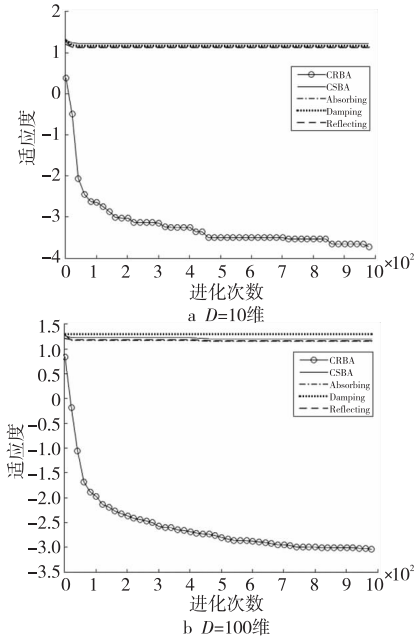 2
1
0
-1
-2
-3
-4
适应度
CRBA
CSBA
Absorbing
Damping
Reflecting
0 1 2 3 4 5 6 7 8 9 10 ×10²
进化次数
a D=10维
1.5
1.0
0.5
0
-0.5
-1.0
-1.5
-2.0
-2.5
-3.0
-3.5
适应度
CRBA
CSBA
Absorbing
Damping
Reflecting
0 1 2 3 4 5 6 7 8 9 10 ×10²
进化次数
b D=100维